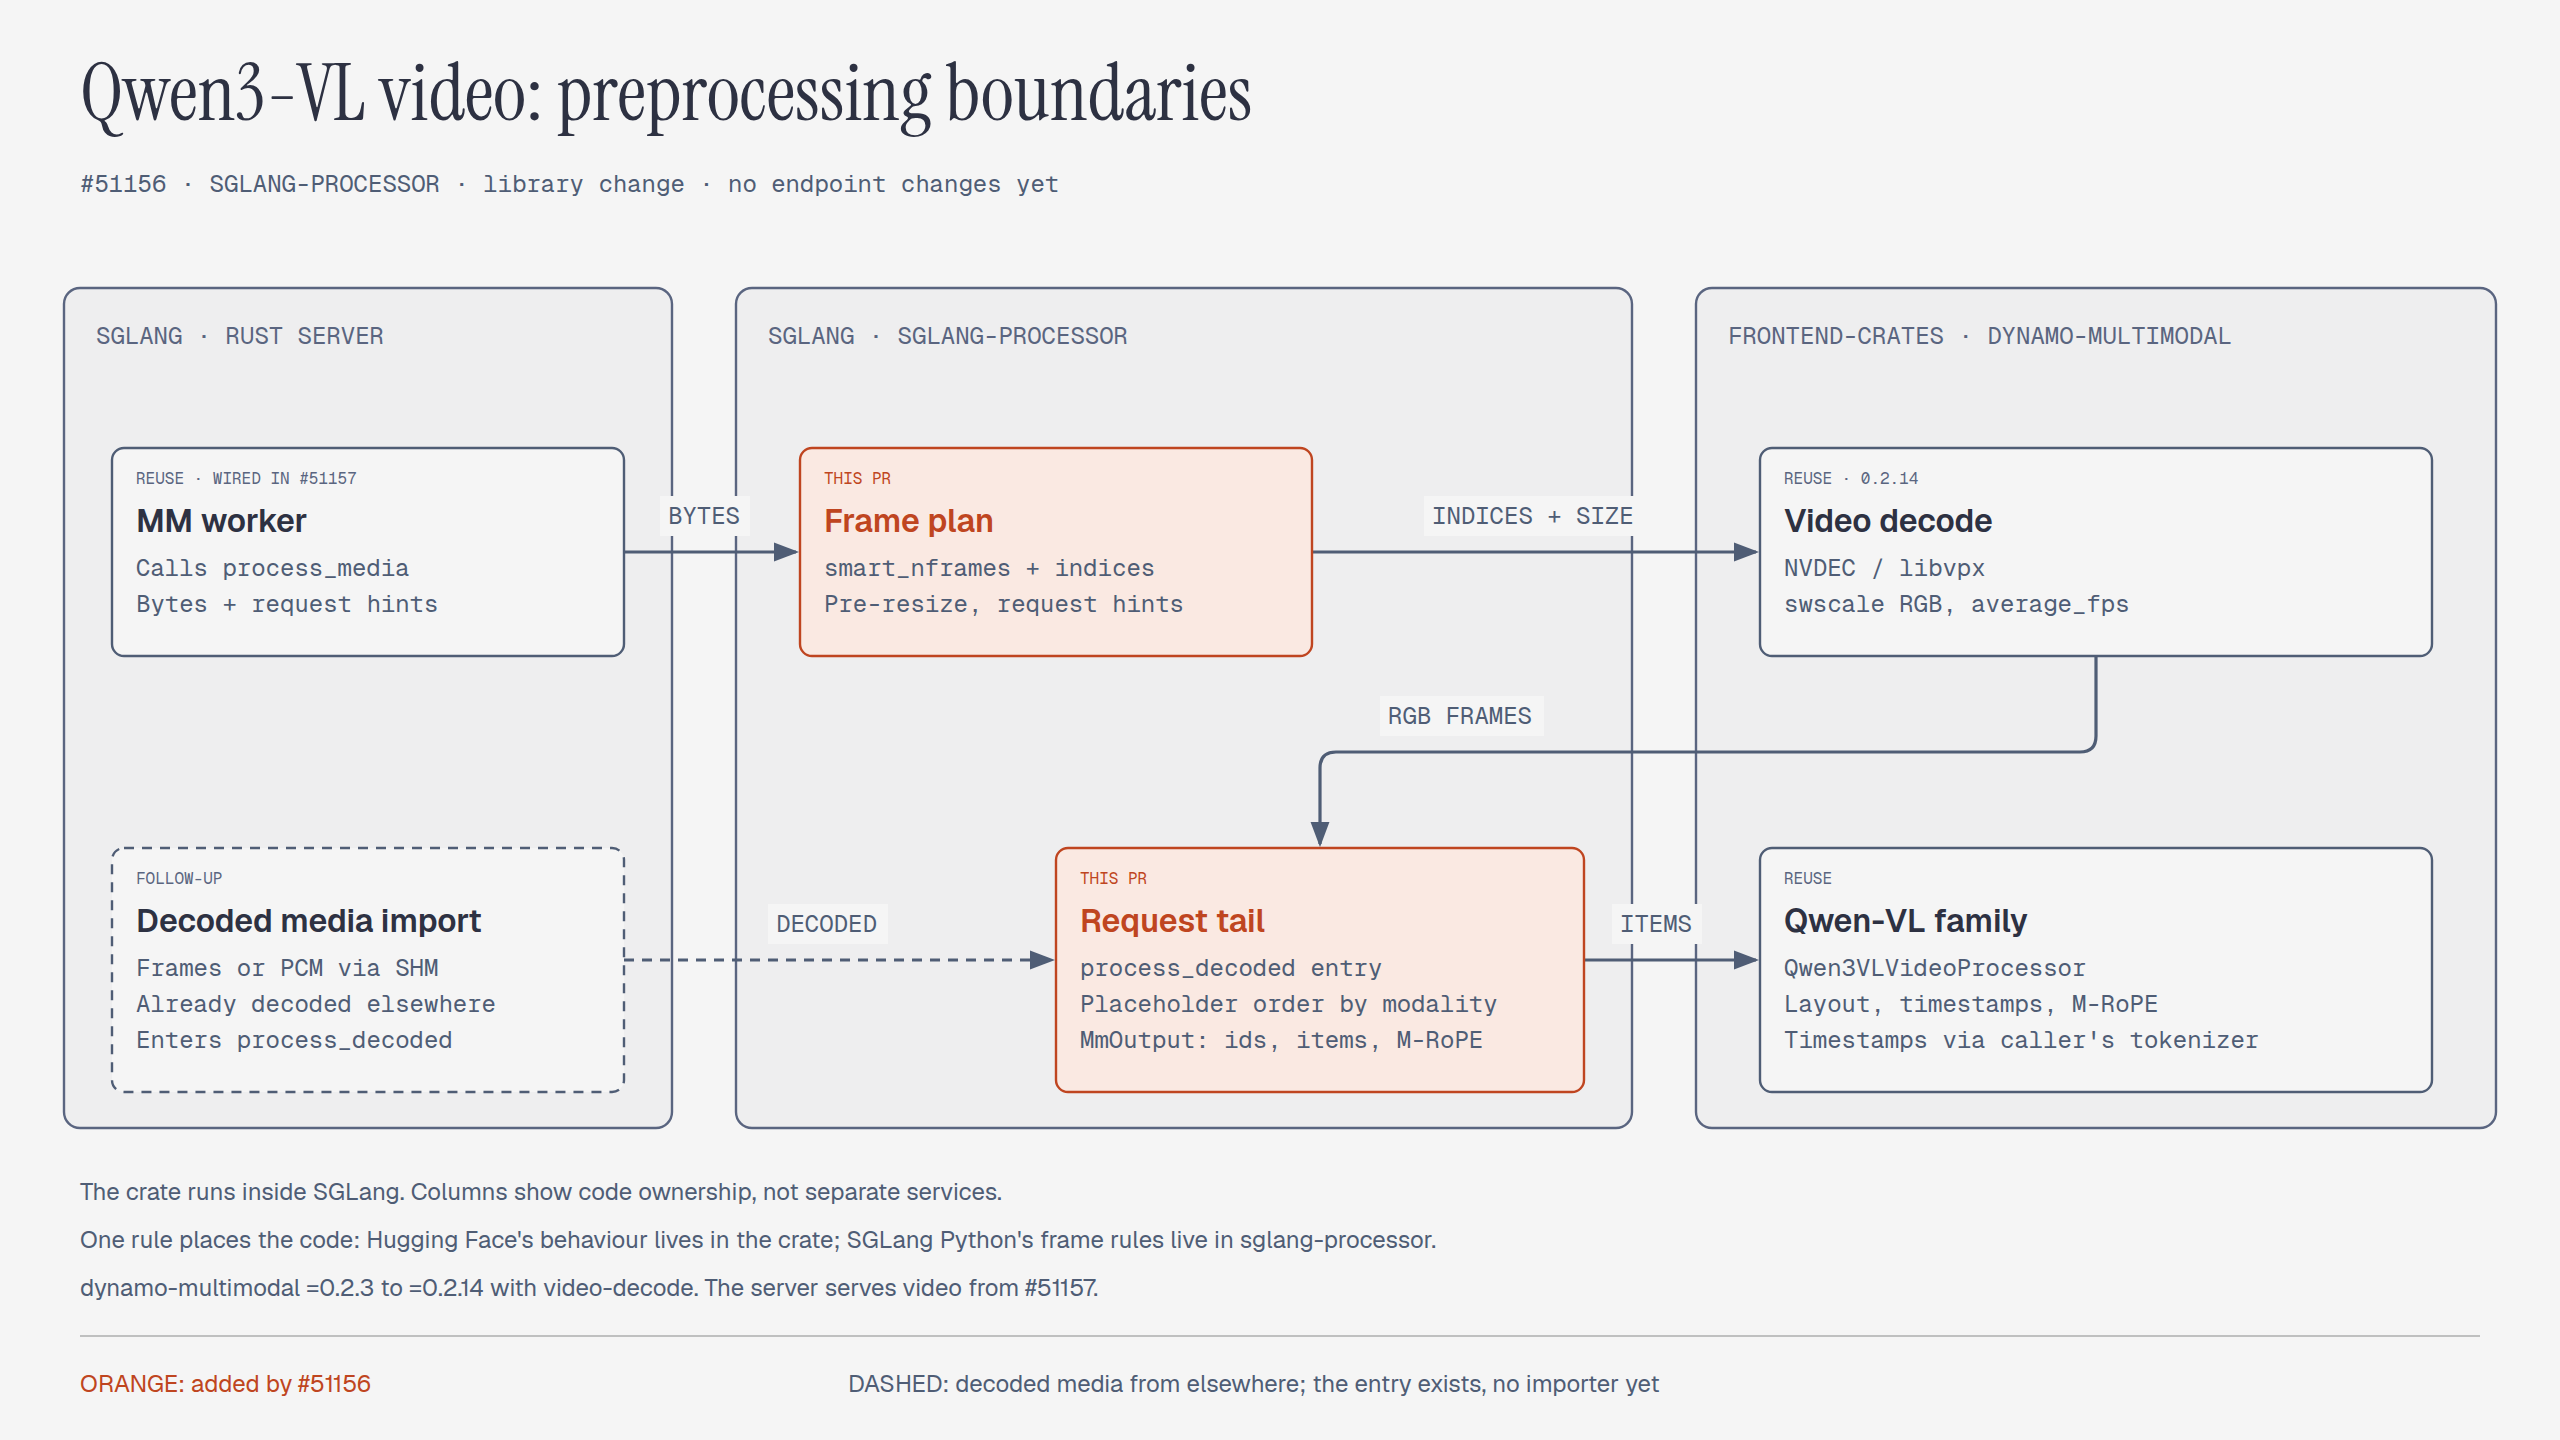 Qwen3-VL video: preprocessing boundaries
#51156 · SGLANG-PROCESSOR · library change · no endpoint changes yet
SGLANG · RUST SERVER
REUSE · WIRED IN #51157
MM worker
Calls process_media
Bytes + request hints
FOLLOW-UP
Decoded media import
Frames or PCM via SHM
Already decoded elsewhere
Enters process_decoded
BYTES
DECODED
SGLANG · SGLANG-PROCESSOR
THIS PR
Frame plan
smart_nframes + indices
Pre-resize, request hints
INDICES + SIZE
RGB FRAMES
THIS PR
Request tail
process_decoded entry
Placeholder order by modality
MmOutput: ids, items, M-RoPE
ITEMS
FRONTEND-CRATES · DYNAMO-MULTIMODAL
REUSE · 0.2.14
Video decode
NVDEC / libvpx
swscale RGB, average_fps
REUSE
Qwen-VL family
Qwen3VLVideoProcessor
Layout, timestamps, M-RoPE
Timestamps via caller's tokenizer
The crate runs inside SGLang. Columns show code ownership, not separate services.
One rule places the code: Hugging Face's behaviour lives in the crate; SGLang Python's frame rules live in sglang-processor.
dynamo-multimodal =0.2.3 to =0.2.14 with video-decode. The server serves video from #51157.
ORANGE: added by #51156
DASHED: decoded media from elsewhere; the entry exists, no importer yet